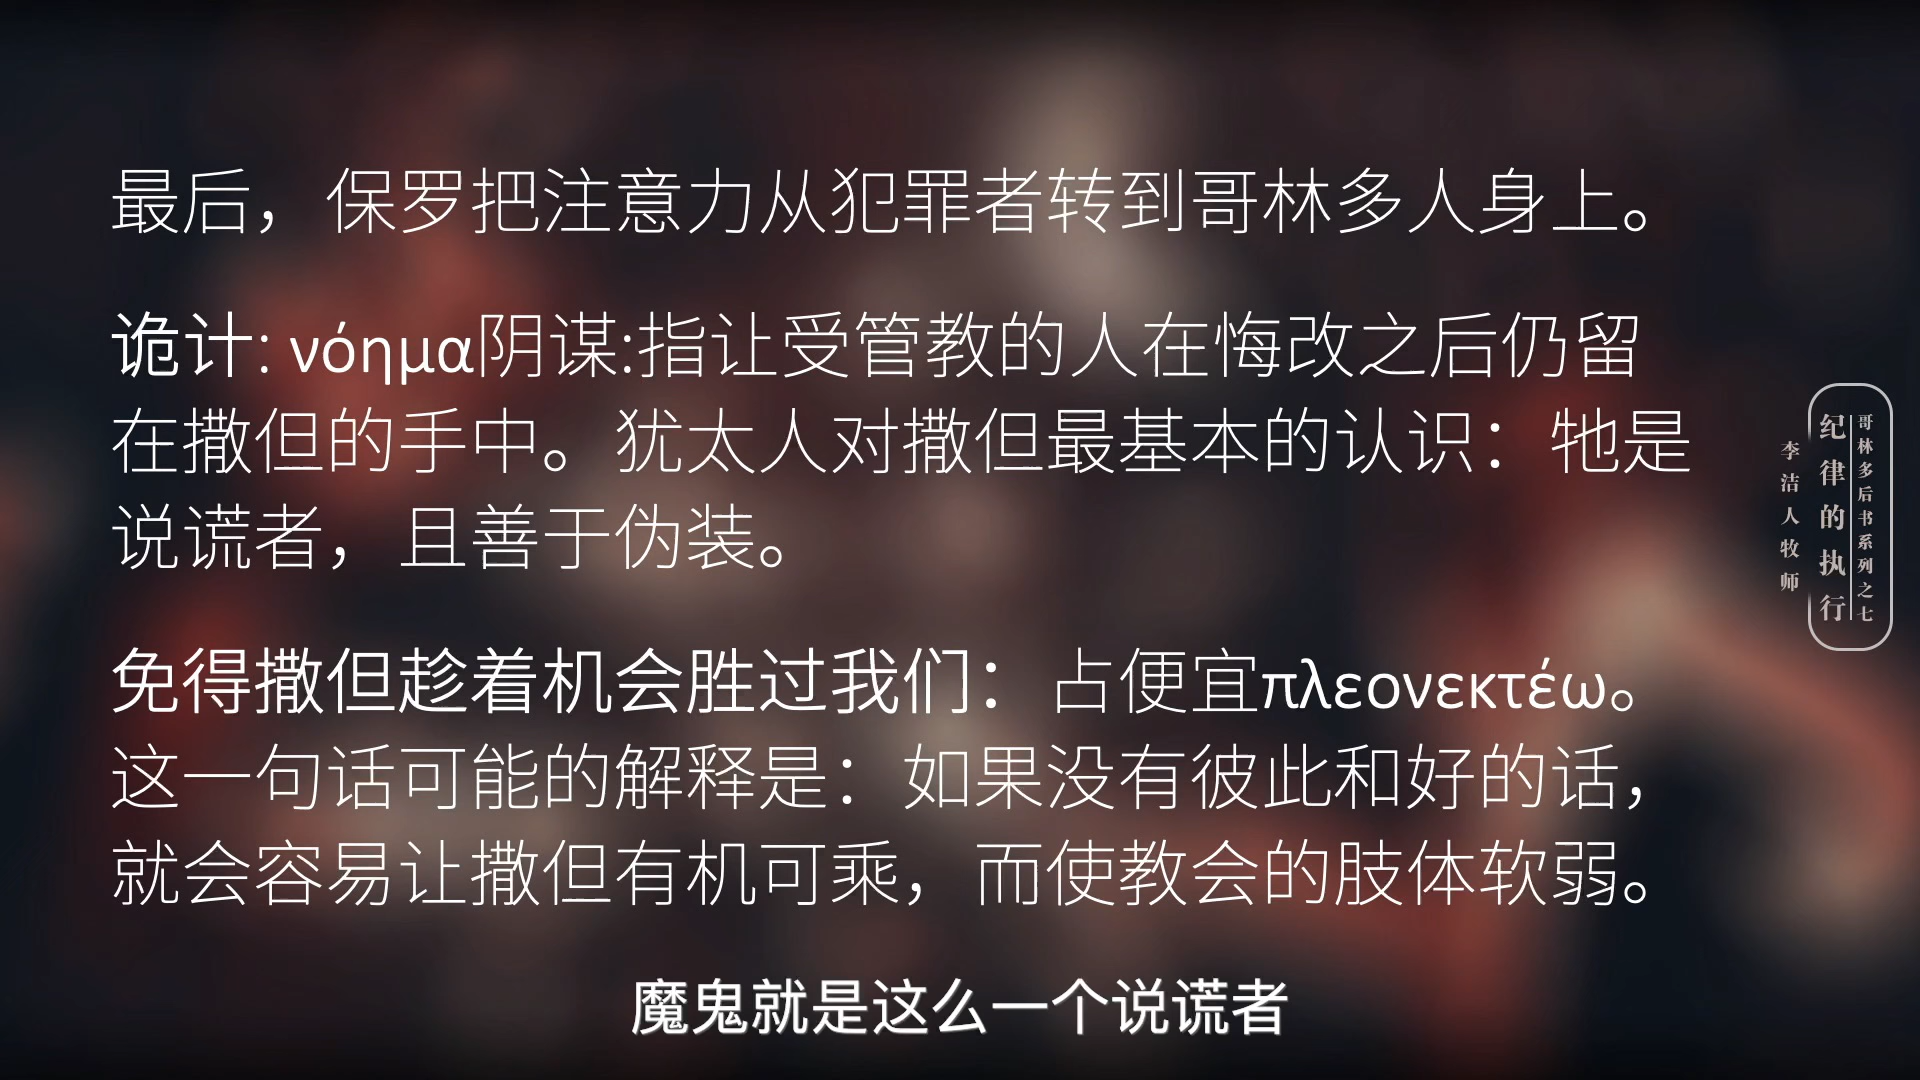 最后，保罗把注意力从犯罪者转到哥林多人身上。
诡计: νόημα阴谋:指让受管教的人在悔改之后仍留
在撒但的手中。犹太人对撒但最基本的认识：牠是
说谎者，且善于伪装。
免得撒但趁着机会胜过我们：占便宜πλεονεκτέω。
这一句话可能的解释是：如果没有彼此和好的话，
就会容易让撒但有机可乘，而使教会的肢体软弱。
哥林多后书系列之七
纪律的执行
李洁人牧师
魔鬼就是这么一个说谎者